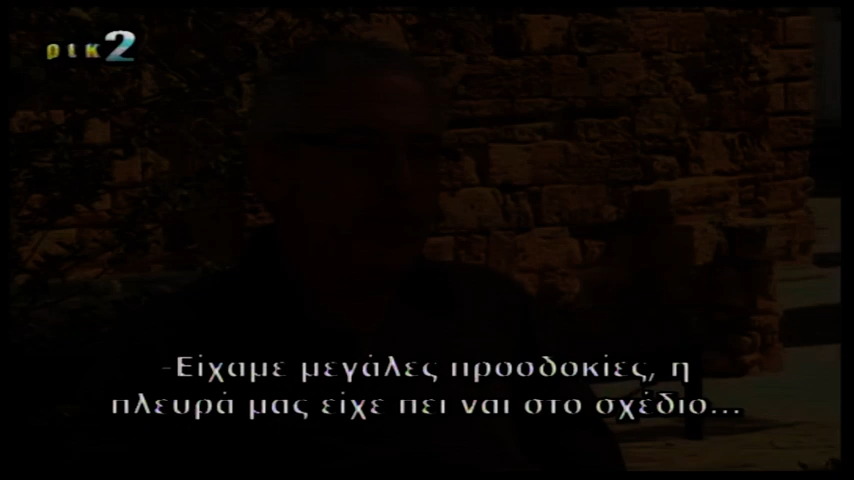 ρικ2
-Είχαμε μεγάλες προσδοκίες, η
πλευρά μας είχε πει ναι στο σχέδιο...